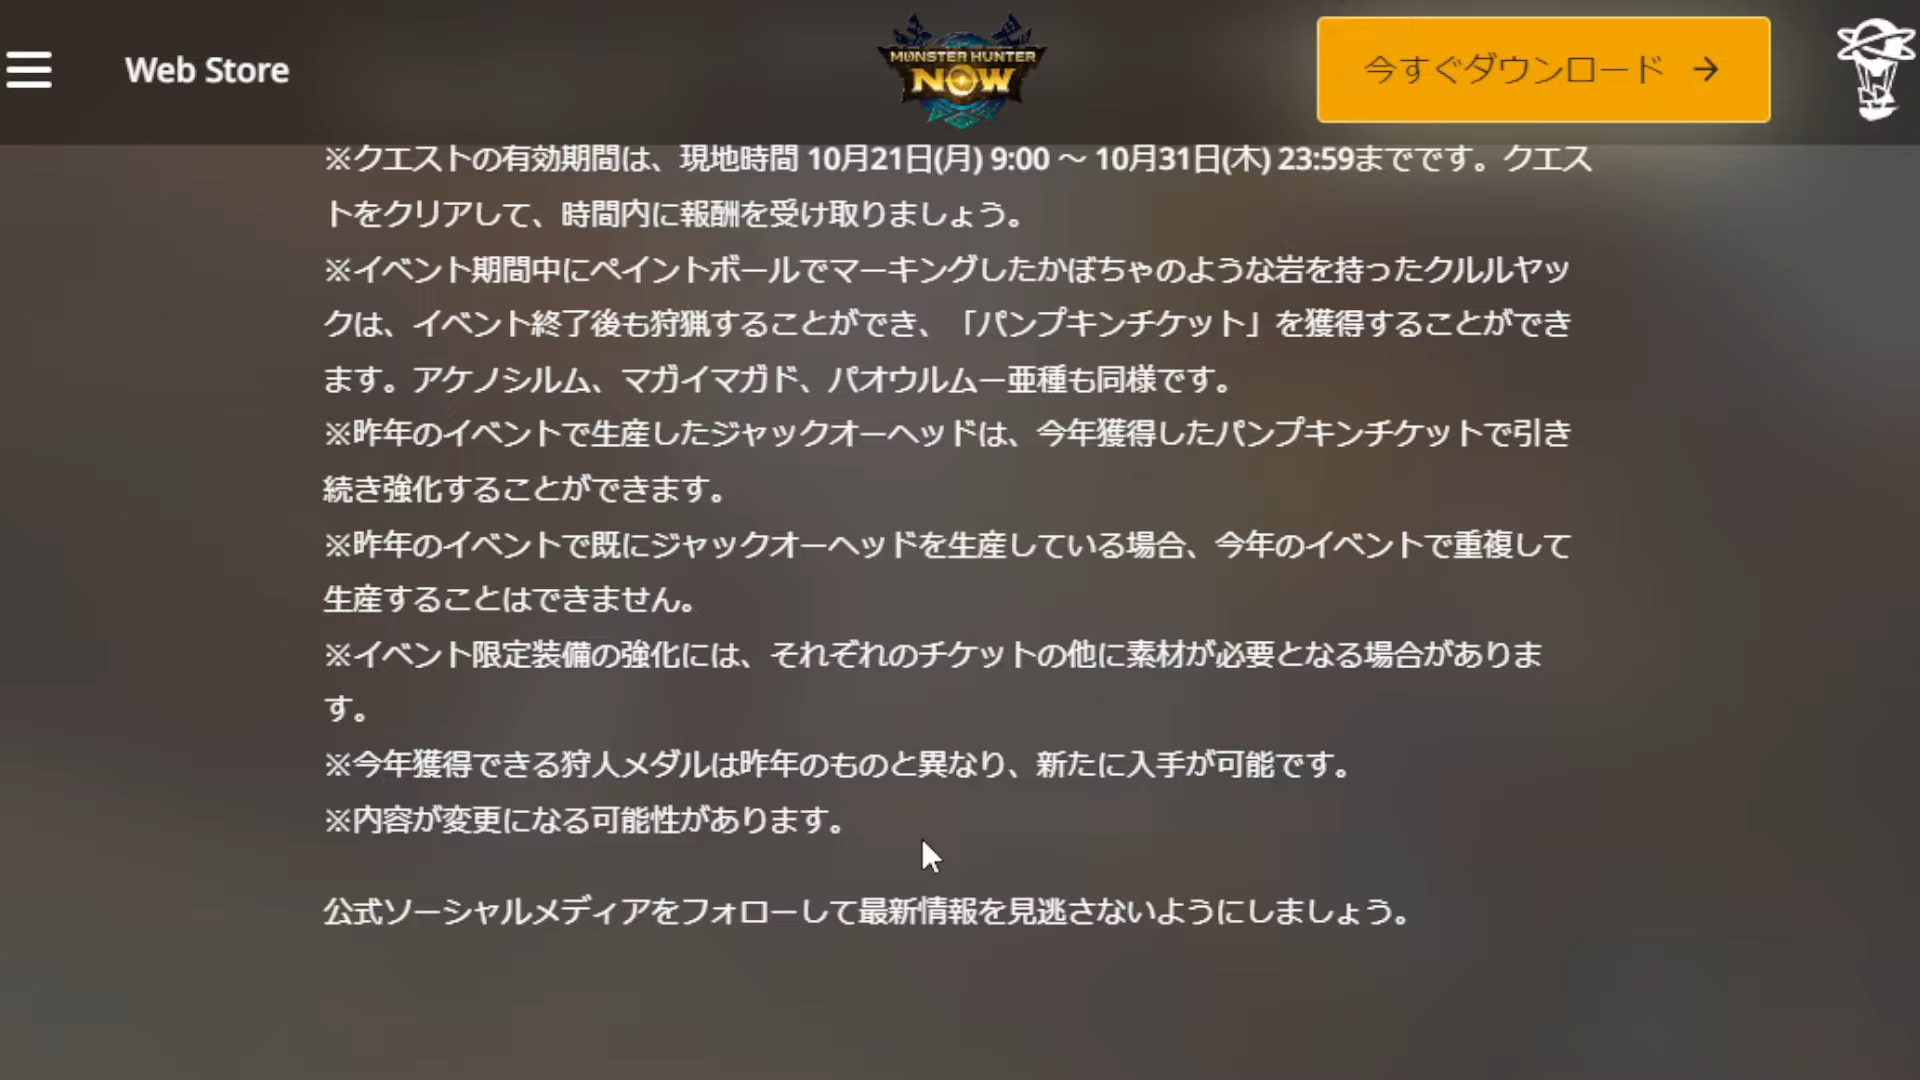 Web Store
MONSTER HUNTER
NOW
今すぐダウンロード →
※クエストの有効期間は、現地時間 10月21日(月) 9:00 ～ 10月31日(木) 23:59までです。クエス
トをクリアして、時間内に報酬を受け取りましょう。
※イベント期間中にペイントボールでマーキングしたかぼちゃのような岩を持ったクルルヤッ
クは、イベント終了後も狩猟することができ、「パンプキンチケット」を獲得することができ
ます。アケノシルム、マガイマガド、パオウルムー亜種も同様です。
※昨年のイベントで生産したジャックオーヘッドは、今年獲得したパンプキンチケットで引き
続き強化することができます。
※昨年のイベントで既にジャックオーヘッドを生産している場合、今年のイベントで重複して
生産することはできません。
※イベント限定装備の強化には、それぞれのチケットの他に素材が必要となる場合がありま
す。
※今年獲得できる狩人メダルは昨年のものと異なり、新たに入手が可能です。
※内容が変更になる可能性があります。
公式ソーシャルメディアをフォローして最新情報を見逃さないようにしましょう。